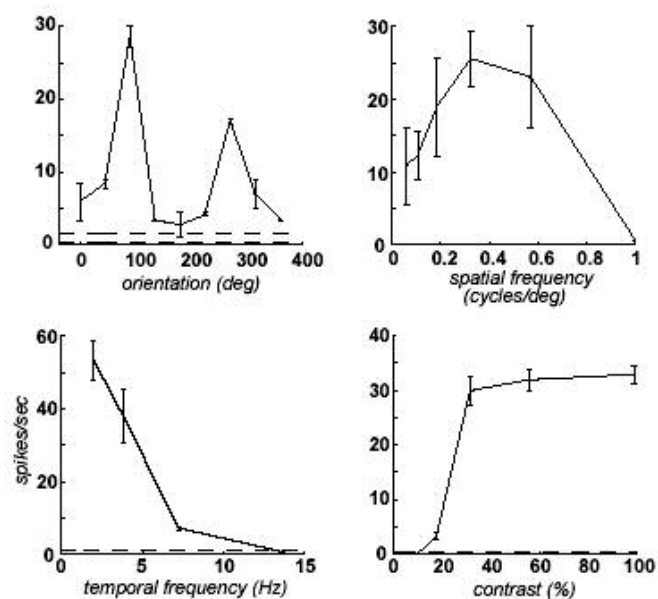 30
20
10
0
0 100 200 300 400
orientation (deg)
30
20
10
0
0 0.2 0.4 0.6 0.8 1
spatial frequency
(cycles/deg)
60
40
20
0
spikes/sec
0 5 10 15
temporal frequency (Hz)
40
30
20
10
0
0 20 40 60 80 100
contrast (%)